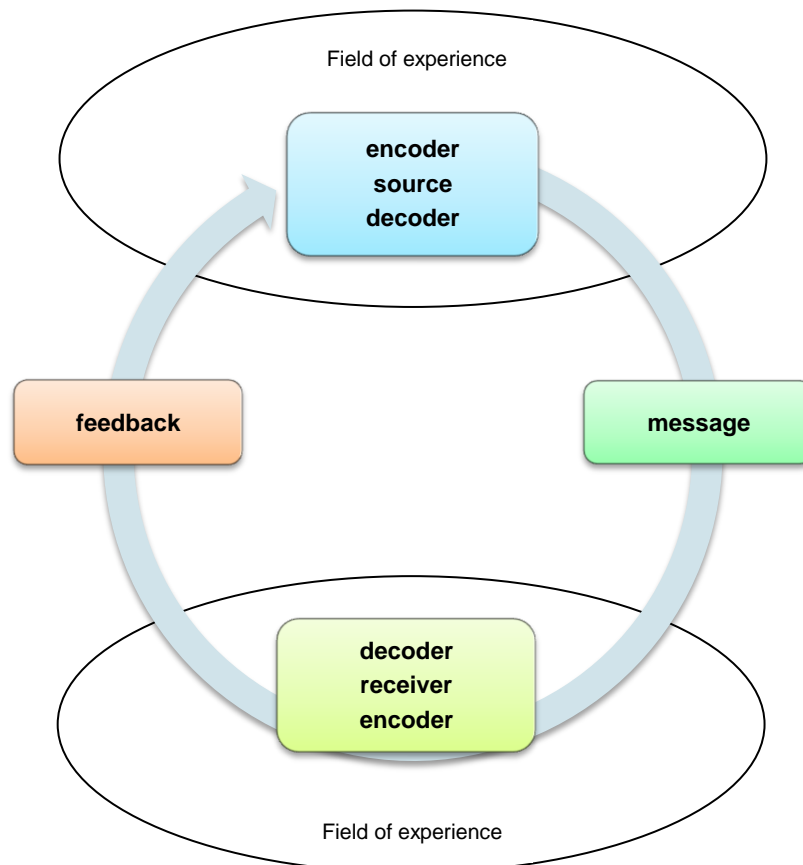 Field of experience
encoder
source
decoder
feedback
message
decoder
receiver
encoder
Field of experience